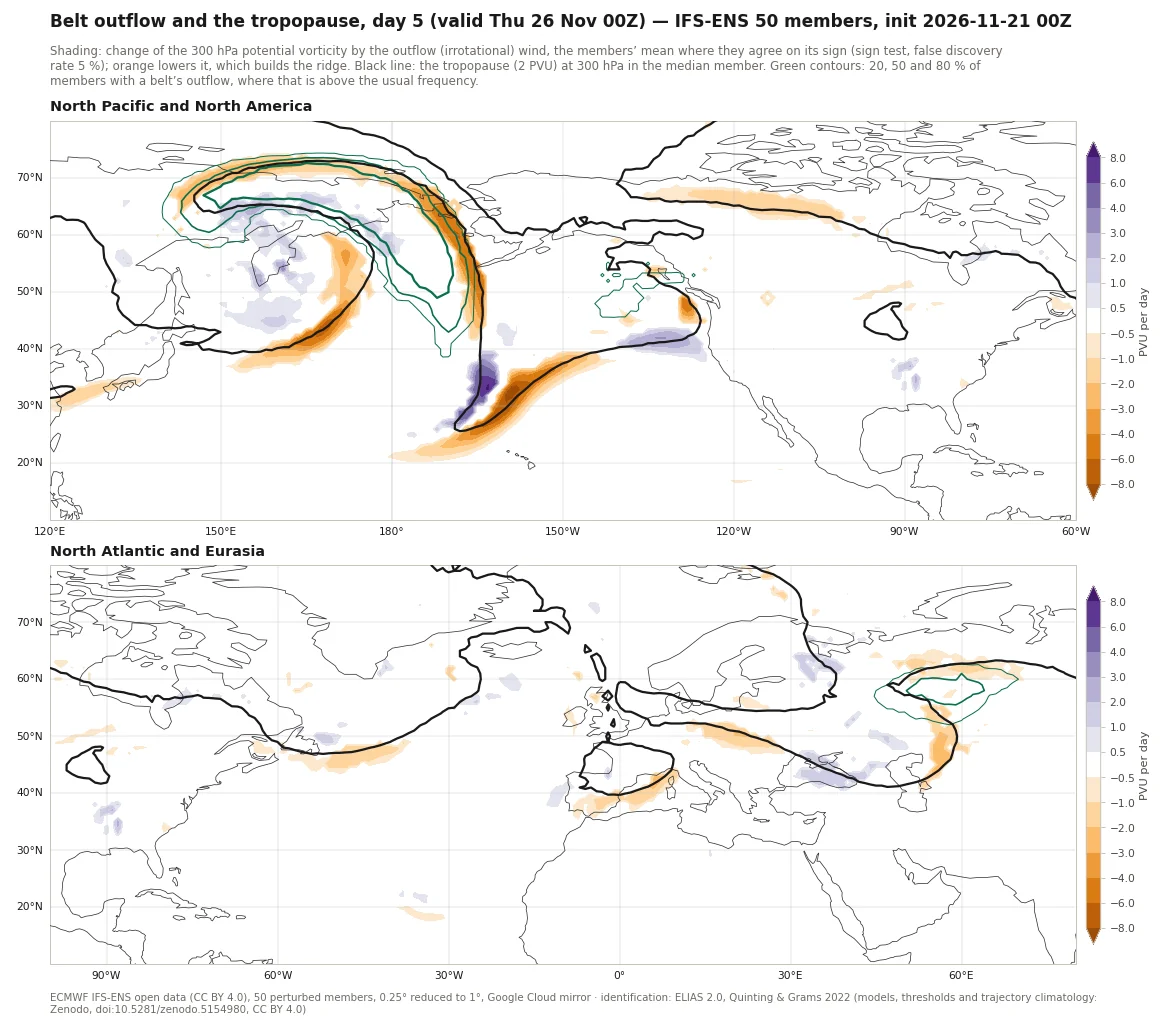 Belt outflow and the tropopause, day 5 (valid Thu 26 Nov 00Z) — IFS-ENS 50 members, init 2026-11-21 00Z
Shading: change of the 300 hPa potential vorticity by the outflow (irrotational) wind, the members’ mean where they agree on its sign (sign test, false discovery
rate 5 %); orange lowers it, which builds the ridge. Black line: the tropopause (2 PVU) at 300 hPa in the median member. Green contours: 20, 50 and 80 % of
members with a belt’s outflow, where that is above the usual frequency.
North Pacific and North America
70°N
60°N
50°N
40°N
30°N
20°N
120°E
150°E
180°
150°W
120°W
90°W
60°W
8.0
6.0
4.0
3.0
2.0
1.0
0.5
−0.5
−1.0
−2.0
−3.0
−4.0
−6.0
−8.0
PVU per day
North Atlantic and Eurasia
70°N
60°N
50°N
40°N
30°N
20°N
90°W
60°W
30°W
0°
30°E
60°E
8.0
6.0
4.0
3.0
2.0
1.0
0.5
−0.5
−1.0
−2.0
−3.0
−4.0
−6.0
−8.0
PVU per day
ECMWF IFS-ENS open data (CC BY 4.0), 50 perturbed members, 0.25° reduced to 1°, Google Cloud mirror · identification: ELIAS 2.0, Quinting & Grams 2022 (models, thresholds and trajectory climatology:
Zenodo, doi:10.5281/zenodo.5154980, CC BY 4.0)